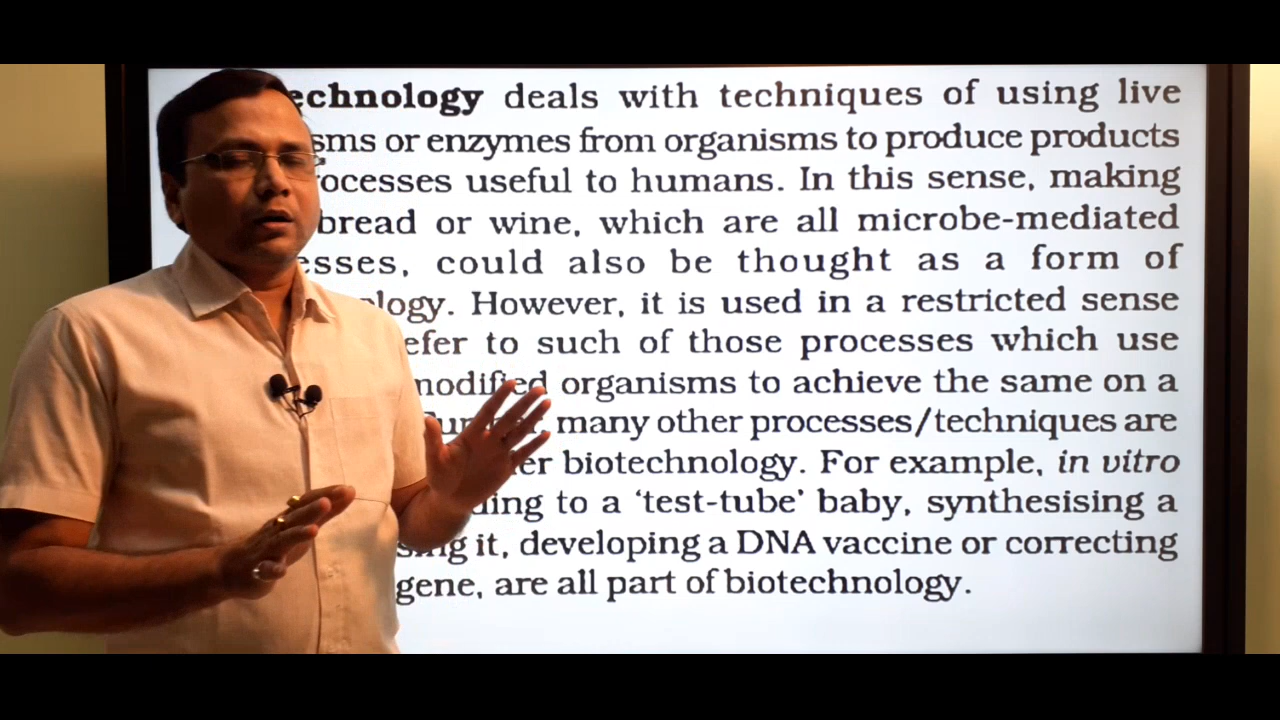 echnology deals with techniques of using live
sms or enzymes from organisms to produce products
rocesses useful to humans. In this sense, making
bread or wine, which are all microbe-mediated
esses, could also be thought as a form of
ology. However, it is used in a restricted sense
efer to such of those processes which use
modified organisms to achieve the same on a
many other processes/techniques are
er biotechnology. For example, in vitro
ding to a ‘test-tube’ baby, synthesising a
sing it, developing a DNA vaccine or correcting
gene, are all part of biotechnology.